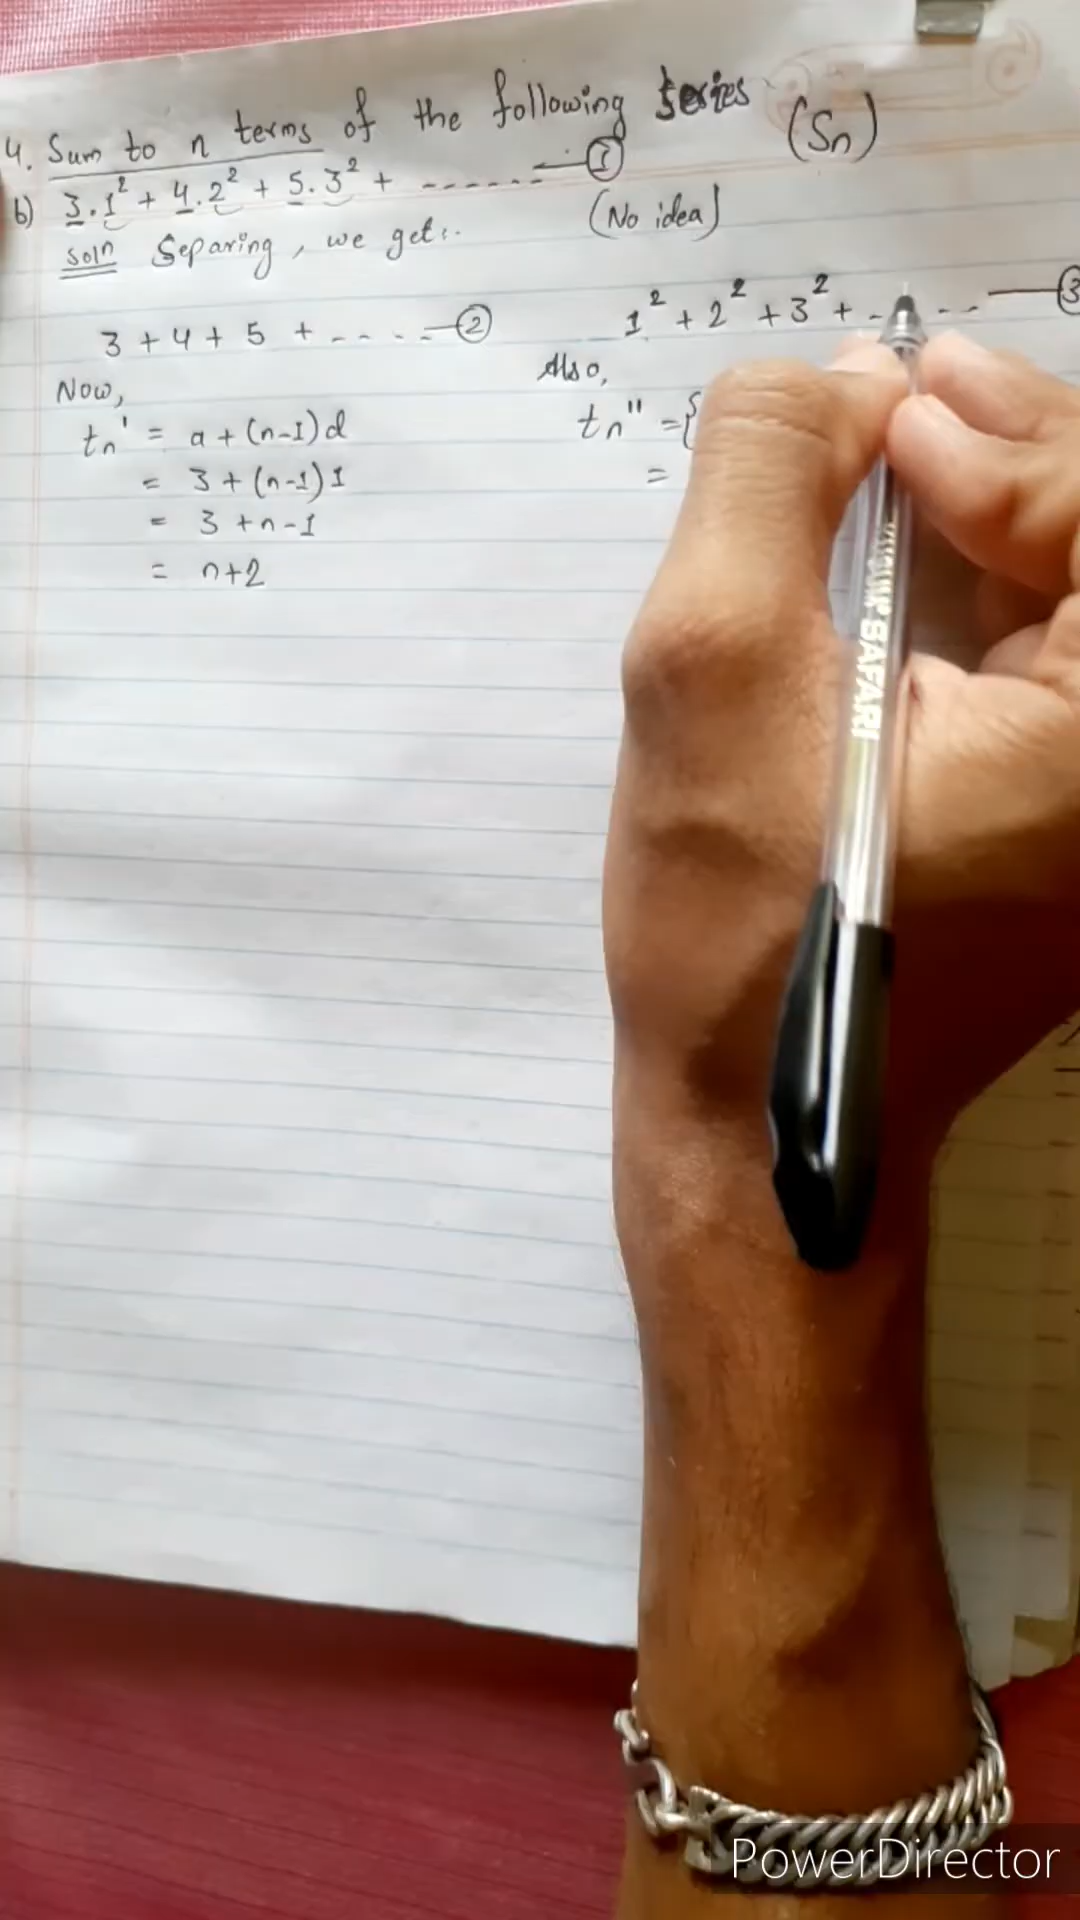 4. Sum to n terms of the following series (Sn)
b) 3.1² + 4.2² + 5.3² + ------- ①
(No idea)
soln Separing, we get:.
3 + 4 + 5 + ---- ②
Now,
tn' = a + (n-1)d
= 3 + (n-1)1
= 3 + n-1
= n+2
1² + 2² + 3² + ----- ③
Also,
tn" = {
=
SAFARI
PowerDirector